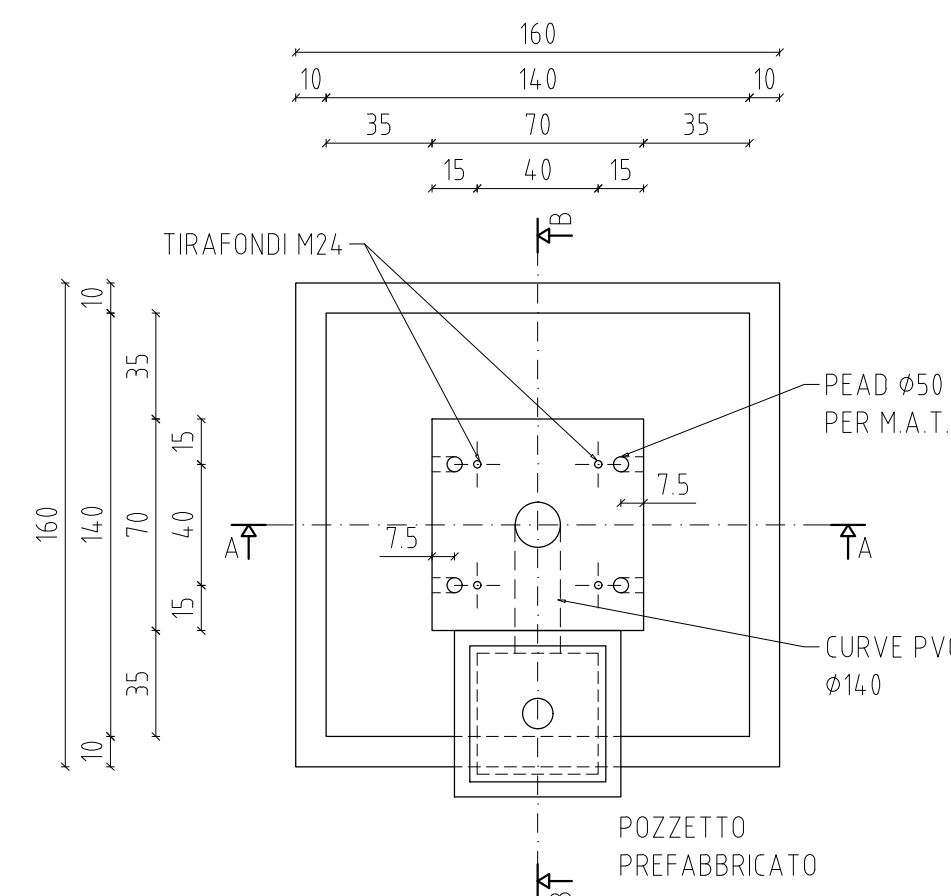 160
10 140 10
35 70 35
15 40 15
B
TIRAFONDI M24
10
35
PEAD Ø50
PER M.A.T.
15
7.5
160 140 70 40
7.5
A A
15
CURVE PV
Ø140
35
10
POZZETTO
PREFABBRICATO